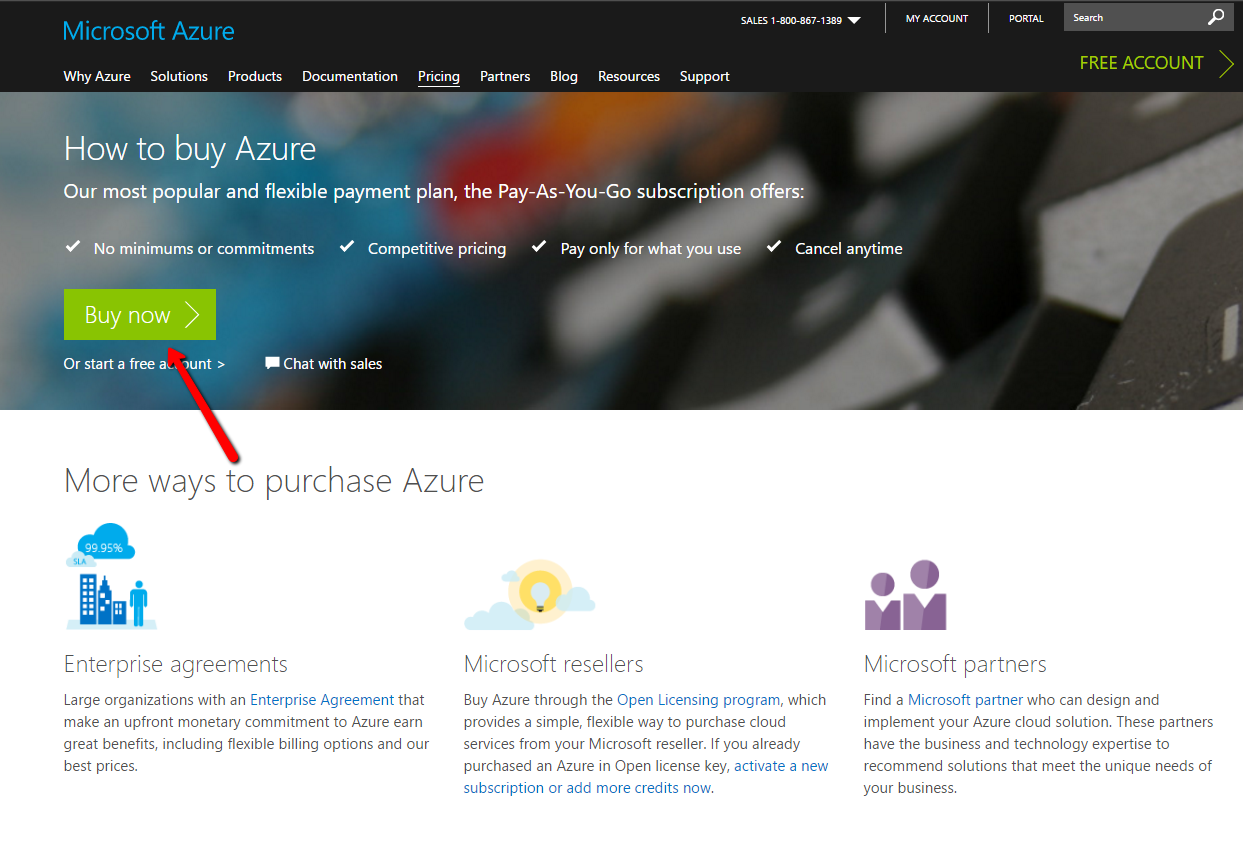 Microsoft Azure
SALES 1-800-867-1389
MY ACCOUNT
PORTAL
Search
FREE ACCOUNT
Why Azure Solutions Products Documentation Pricing Partners Blog Resources Support
How to buy Azure
Our most popular and flexible payment plan, the Pay-As-You-Go subscription offers:
No minimums or commitments Competitive pricing Pay only for what you use Cancel anytime
Buy now
Or start a free account > Chat with sales
More ways to purchase Azure
99.95%
SLA
Enterprise agreements
Large organizations with an Enterprise Agreement that
make an upfront monetary commitment to Azure earn
great benefits, including flexible billing options and our
best prices.
Microsoft resellers
Buy Azure through the Open Licensing program, which
provides a simple, flexible way to purchase cloud
services from your Microsoft reseller. If you already
purchased an Azure in Open license key, activate a new
subscription or add more credits now.
Microsoft partners
Find a Microsoft partner who can design and
implement your Azure cloud solution. These partners
have the business and technology expertise to
recommend solutions that meet the unique needs of
your business.